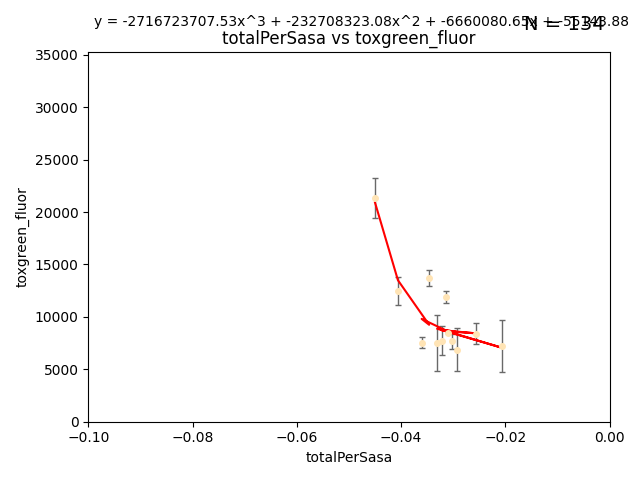 y = -2716723707.53x^3 + -232708323.08x^2 + -6660080.65x + -55143.88
N = 134
totalPerSasa vs toxgreen_fluor
35000
30000
25000
20000
15000
10000
5000
0
toxgreen_fluor
−0.10
−0.08
−0.06
−0.04
−0.02
0.00
totalPerSasa